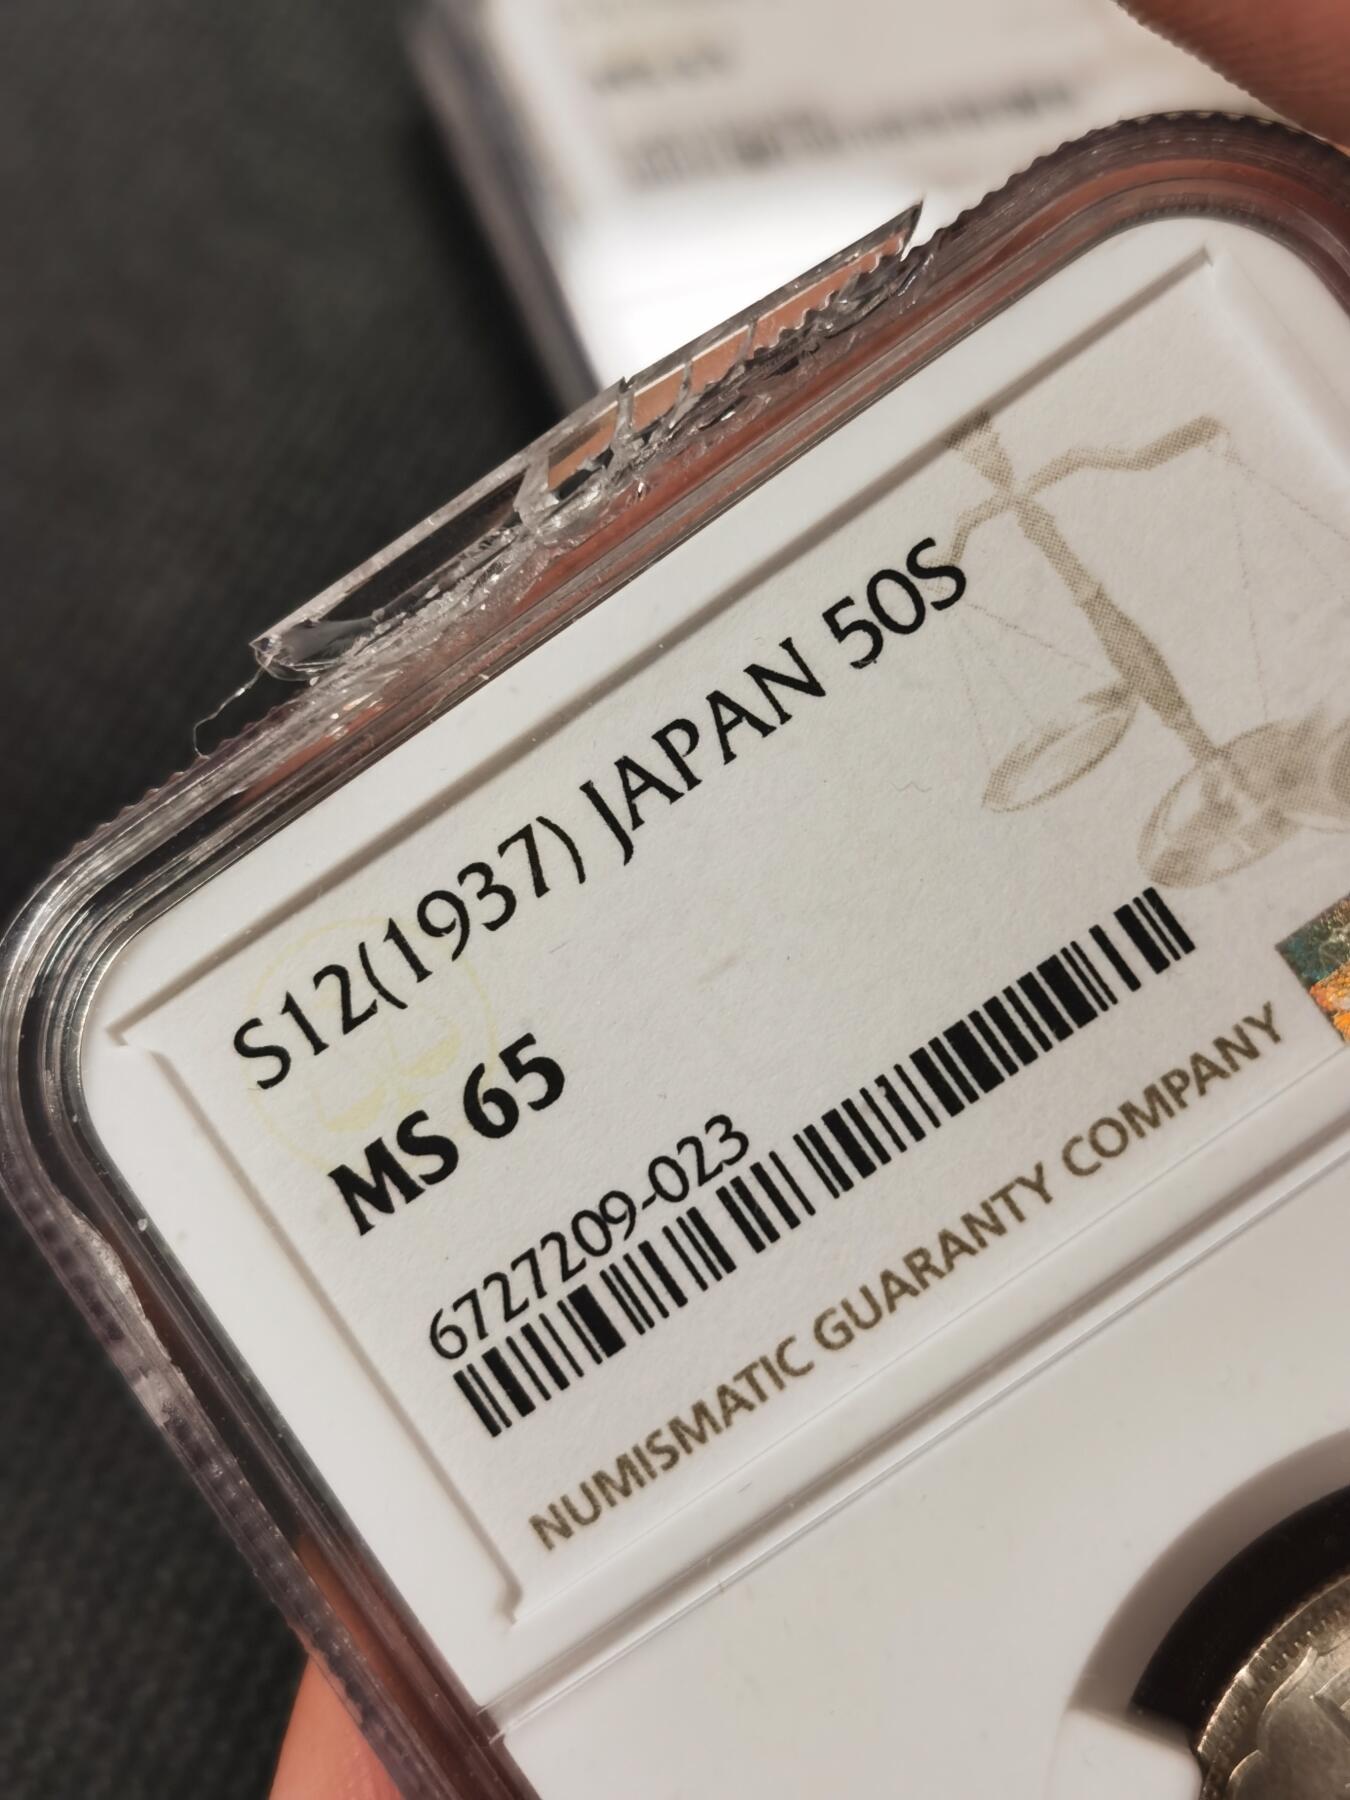 S12(1937) JAPAN 50S
MS 65
6727209-023
NUMISMATIC GUARANTY COMPANY